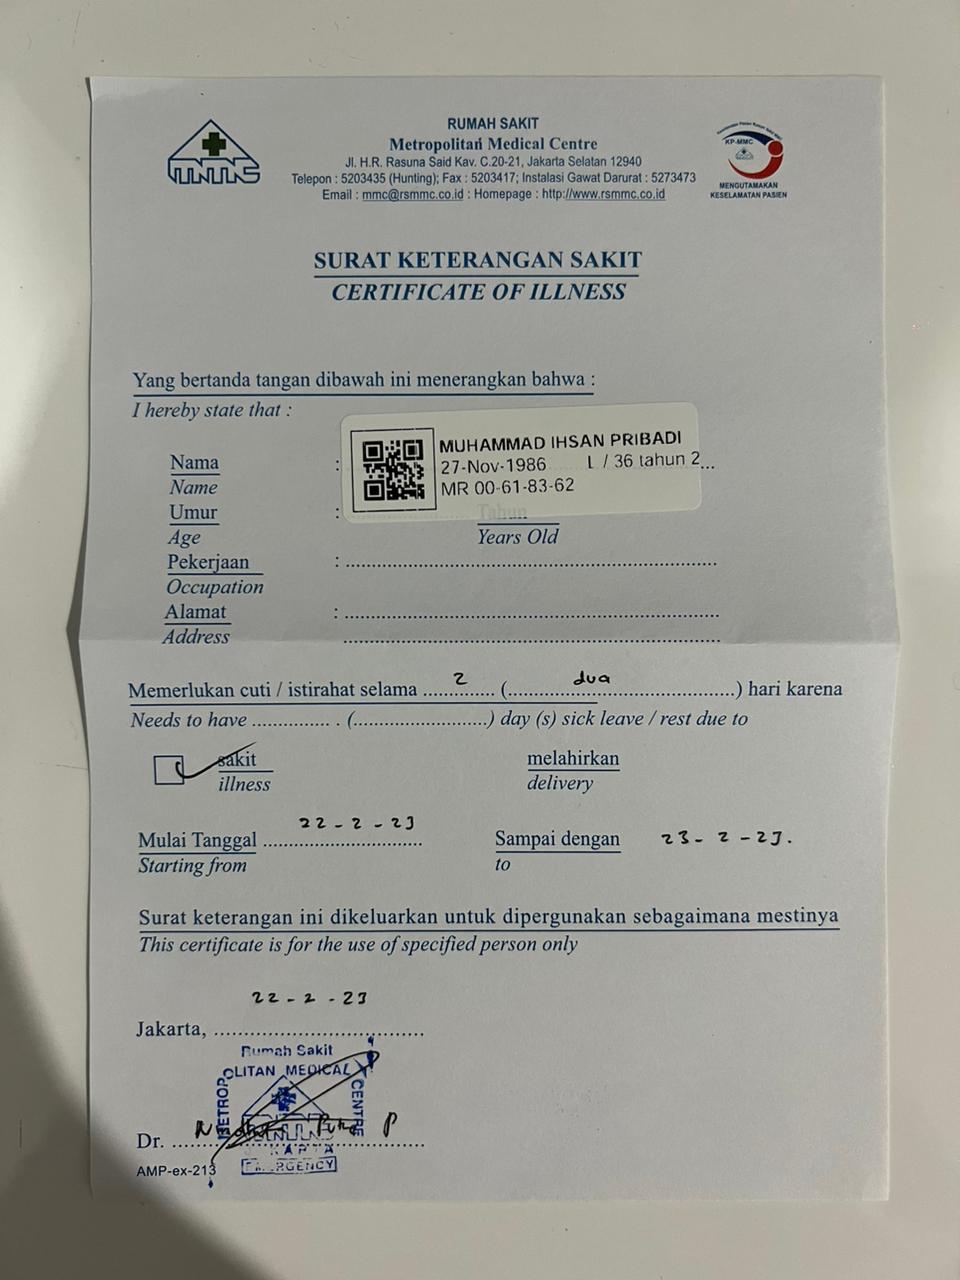 RUMAH SAKIT
Metropolitan Medical Centre
Jl. H.R. Rasuna Said Kav. C.20-21, Jakarta Selatan 12940
Telepon : 5203435 (Hunting); Fax : 5203417; Instalasi Gawat Darurat : 5273473
Email : mmc@rsmmc.co.id : Homepage : http://www.rsmmc.co.id
MMC
KP-MMC
MENGUTAMAKAN
KESELAMATAN PASIEN
SURAT KETERANGAN SAKIT
CERTIFICATE OF ILLNESS
Yang bertanda tangan dibawah ini menerangkan bahwa :
I hereby state that :
MUHAMMAD IHSAN PRIBADI
27-Nov-1986 L / 36 tahun 2...
MR 00-61-83-62
Nama :
Name
Umur : Tahun
Age Years Old
Pekerjaan : ........................................
Occupation
Alamat : ........................................
Address ........................................
Memerlukan cuti / istirahat selama ... 2 ... (... dua ...) hari karena
Needs to have ............... (........................) day (s) sick leave / rest due to
sakit melahirkan
illness delivery
Mulai Tanggal 22-2-23 Sampai dengan 23-2-23.
Starting from to
Surat keterangan ini dikeluarkan untuk dipergunakan sebagaimana mestinya
This certificate is for the use of specified person only
22-2-23
Jakarta, ........................................
Rumah Sakit
METROPOLITAN MEDICAL CENTRE
EMERGENCY
Dr. ........................................
AMP-ex-213